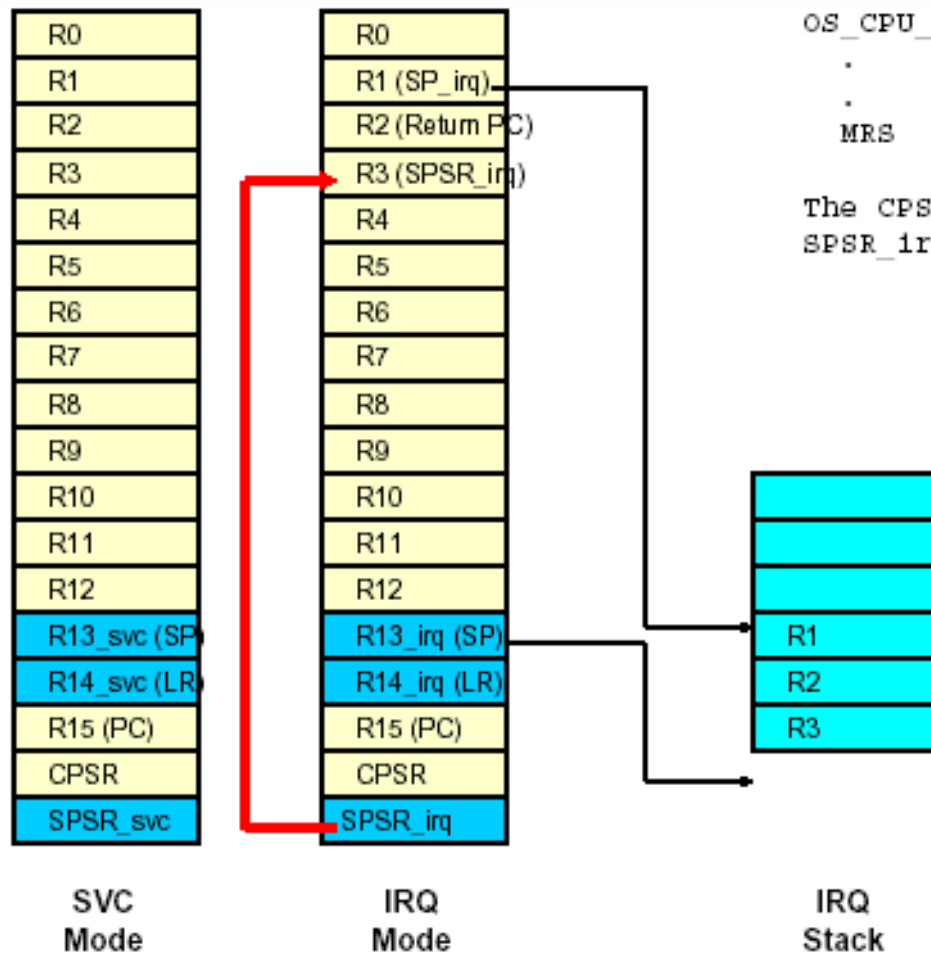 R0
R1
R2
R3
R4
R5
R6
R7
R8
R9
R10
R11
R12
R13_svc (SP)
R14_svc (LR)
R15 (PC)
CPSR
SPSR_svc
SVC
Mode
R0
R1 (SP_irq)
R2 (Return PC)
R3 (SPSR_irq)
R4
R5
R6
R7
R8
R9
R10
R11
R12
R13_irq (SP)
R14_irq (LR)
R15 (PC)
CPSR
SPSR_irq
IRQ
Mode
OS_CPU_
.
.
MRS
The CPS
SPSR_ir
R1
R2
R3
IRQ
Stack